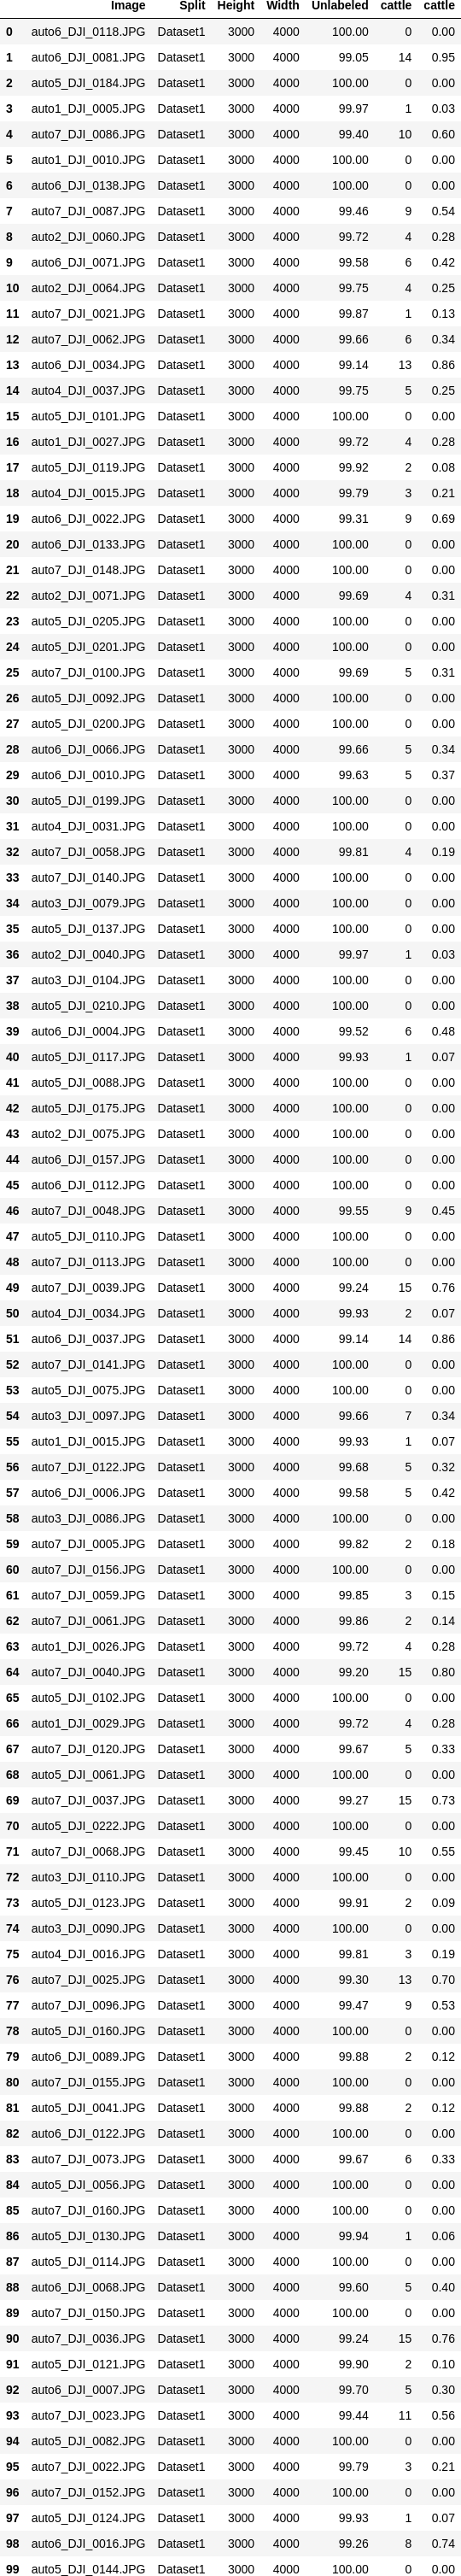 Image Split Height Width Unlabeled cattle cattle
0 auto6_DJI_0118.JPG Dataset1 3000 4000 100.00 0 0.00
1 auto6_DJI_0081.JPG Dataset1 3000 4000 99.05 14 0.95
2 auto5_DJI_0184.JPG Dataset1 3000 4000 100.00 0 0.00
3 auto1_DJI_0005.JPG Dataset1 3000 4000 99.97 1 0.03
4 auto7_DJI_0086.JPG Dataset1 3000 4000 99.40 10 0.60
5 auto1_DJI_0010.JPG Dataset1 3000 4000 100.00 0 0.00
6 auto6_DJI_0138.JPG Dataset1 3000 4000 100.00 0 0.00
7 auto7_DJI_0087.JPG Dataset1 3000 4000 99.46 9 0.54
8 auto2_DJI_0060.JPG Dataset1 3000 4000 99.72 4 0.28
9 auto6_DJI_0071.JPG Dataset1 3000 4000 99.58 6 0.42
10 auto2_DJI_0064.JPG Dataset1 3000 4000 99.75 4 0.25
11 auto7_DJI_0021.JPG Dataset1 3000 4000 99.87 1 0.13
12 auto7_DJI_0062.JPG Dataset1 3000 4000 99.66 6 0.34
13 auto6_DJI_0034.JPG Dataset1 3000 4000 99.14 13 0.86
14 auto4_DJI_0037.JPG Dataset1 3000 4000 99.75 5 0.25
15 auto5_DJI_0101.JPG Dataset1 3000 4000 100.00 0 0.00
16 auto1_DJI_0027.JPG Dataset1 3000 4000 99.72 4 0.28
17 auto5_DJI_0119.JPG Dataset1 3000 4000 99.92 2 0.08
18 auto4_DJI_0015.JPG Dataset1 3000 4000 99.79 3 0.21
19 auto6_DJI_0022.JPG Dataset1 3000 4000 99.31 9 0.69
20 auto6_DJI_0133.JPG Dataset1 3000 4000 100.00 0 0.00
21 auto7_DJI_0148.JPG Dataset1 3000 4000 100.00 0 0.00
22 auto2_DJI_0071.JPG Dataset1 3000 4000 99.69 4 0.31
23 auto5_DJI_0205.JPG Dataset1 3000 4000 100.00 0 0.00
24 auto5_DJI_0201.JPG Dataset1 3000 4000 100.00 0 0.00
25 auto7_DJI_0100.JPG Dataset1 3000 4000 99.69 5 0.31
26 auto5_DJI_0092.JPG Dataset1 3000 4000 100.00 0 0.00
27 auto5_DJI_0200.JPG Dataset1 3000 4000 100.00 0 0.00
28 auto6_DJI_0066.JPG Dataset1 3000 4000 99.66 5 0.34
29 auto6_DJI_0010.JPG Dataset1 3000 4000 99.63 5 0.37
30 auto5_DJI_0199.JPG Dataset1 3000 4000 100.00 0 0.00
31 auto4_DJI_0031.JPG Dataset1 3000 4000 100.00 0 0.00
32 auto7_DJI_0058.JPG Dataset1 3000 4000 99.81 4 0.19
33 auto7_DJI_0140.JPG Dataset1 3000 4000 100.00 0 0.00
34 auto3_DJI_0079.JPG Dataset1 3000 4000 100.00 0 0.00
35 auto5_DJI_0137.JPG Dataset1 3000 4000 100.00 0 0.00
36 auto2_DJI_0040.JPG Dataset1 3000 4000 99.97 1 0.03
37 auto3_DJI_0104.JPG Dataset1 3000 4000 100.00 0 0.00
38 auto5_DJI_0210.JPG Dataset1 3000 4000 100.00 0 0.00
39 auto6_DJI_0004.JPG Dataset1 3000 4000 99.52 6 0.48
40 auto5_DJI_0117.JPG Dataset1 3000 4000 99.93 1 0.07
41 auto5_DJI_0088.JPG Dataset1 3000 4000 100.00 0 0.00
42 auto5_DJI_0175.JPG Dataset1 3000 4000 100.00 0 0.00
43 auto2_DJI_0075.JPG Dataset1 3000 4000 100.00 0 0.00
44 auto6_DJI_0157.JPG Dataset1 3000 4000 100.00 0 0.00
45 auto6_DJI_0112.JPG Dataset1 3000 4000 100.00 0 0.00
46 auto7_DJI_0048.JPG Dataset1 3000 4000 99.55 9 0.45
47 auto5_DJI_0110.JPG Dataset1 3000 4000 100.00 0 0.00
48 auto7_DJI_0113.JPG Dataset1 3000 4000 100.00 0 0.00
49 auto7_DJI_0039.JPG Dataset1 3000 4000 99.24 15 0.76
50 auto4_DJI_0034.JPG Dataset1 3000 4000 99.93 2 0.07
51 auto6_DJI_0037.JPG Dataset1 3000 4000 99.14 14 0.86
52 auto7_DJI_0141.JPG Dataset1 3000 4000 100.00 0 0.00
53 auto5_DJI_0075.JPG Dataset1 3000 4000 100.00 0 0.00
54 auto3_DJI_0097.JPG Dataset1 3000 4000 99.66 7 0.34
55 auto1_DJI_0015.JPG Dataset1 3000 4000 99.93 1 0.07
56 auto7_DJI_0122.JPG Dataset1 3000 4000 99.68 5 0.32
57 auto6_DJI_0006.JPG Dataset1 3000 4000 99.58 5 0.42
58 auto3_DJI_0086.JPG Dataset1 3000 4000 100.00 0 0.00
59 auto7_DJI_0005.JPG Dataset1 3000 4000 99.82 2 0.18
60 auto7_DJI_0156.JPG Dataset1 3000 4000 100.00 0 0.00
61 auto7_DJI_0059.JPG Dataset1 3000 4000 99.85 3 0.15
62 auto7_DJI_0061.JPG Dataset1 3000 4000 99.86 2 0.14
63 auto1_DJI_0026.JPG Dataset1 3000 4000 99.72 4 0.28
64 auto7_DJI_0040.JPG Dataset1 3000 4000 99.20 15 0.80
65 auto5_DJI_0102.JPG Dataset1 3000 4000 100.00 0 0.00
66 auto1_DJI_0029.JPG Dataset1 3000 4000 99.72 4 0.28
67 auto7_DJI_0120.JPG Dataset1 3000 4000 99.67 5 0.33
68 auto5_DJI_0061.JPG Dataset1 3000 4000 100.00 0 0.00
69 auto7_DJI_0037.JPG Dataset1 3000 4000 99.27 15 0.73
70 auto5_DJI_0222.JPG Dataset1 3000 4000 100.00 0 0.00
71 auto7_DJI_0068.JPG Dataset1 3000 4000 99.45 10 0.55
72 auto3_DJI_0110.JPG Dataset1 3000 4000 100.00 0 0.00
73 auto5_DJI_0123.JPG Dataset1 3000 4000 99.91 2 0.09
74 auto3_DJI_0090.JPG Dataset1 3000 4000 100.00 0 0.00
75 auto4_DJI_0016.JPG Dataset1 3000 4000 99.81 3 0.19
76 auto7_DJI_0025.JPG Dataset1 3000 4000 99.30 13 0.70
77 auto7_DJI_0096.JPG Dataset1 3000 4000 99.47 9 0.53
78 auto5_DJI_0160.JPG Dataset1 3000 4000 100.00 0 0.00
79 auto6_DJI_0089.JPG Dataset1 3000 4000 99.88 2 0.12
80 auto7_DJI_0155.JPG Dataset1 3000 4000 100.00 0 0.00
81 auto5_DJI_0041.JPG Dataset1 3000 4000 99.88 2 0.12
82 auto6_DJI_0122.JPG Dataset1 3000 4000 100.00 0 0.00
83 auto7_DJI_0073.JPG Dataset1 3000 4000 99.67 6 0.33
84 auto5_DJI_0056.JPG Dataset1 3000 4000 100.00 0 0.00
85 auto7_DJI_0160.JPG Dataset1 3000 4000 100.00 0 0.00
86 auto5_DJI_0130.JPG Dataset1 3000 4000 99.94 1 0.06
87 auto5_DJI_0114.JPG Dataset1 3000 4000 100.00 0 0.00
88 auto6_DJI_0068.JPG Dataset1 3000 4000 99.60 5 0.40
89 auto7_DJI_0150.JPG Dataset1 3000 4000 100.00 0 0.00
90 auto7_DJI_0036.JPG Dataset1 3000 4000 99.24 15 0.76
91 auto5_DJI_0121.JPG Dataset1 3000 4000 99.90 2 0.10
92 auto6_DJI_0007.JPG Dataset1 3000 4000 99.70 5 0.30
93 auto7_DJI_0023.JPG Dataset1 3000 4000 99.44 11 0.56
94 auto5_DJI_0082.JPG Dataset1 3000 4000 100.00 0 0.00
95 auto7_DJI_0022.JPG Dataset1 3000 4000 99.79 3 0.21
96 auto7_DJI_0152.JPG Dataset1 3000 4000 100.00 0 0.00
97 auto5_DJI_0124.JPG Dataset1 3000 4000 99.93 1 0.07
98 auto6_DJI_0016.JPG Dataset1 3000 4000 99.26 8 0.74
99 auto5_DJI_0144.JPG Dataset1 3000 4000 100.00 0 0.00